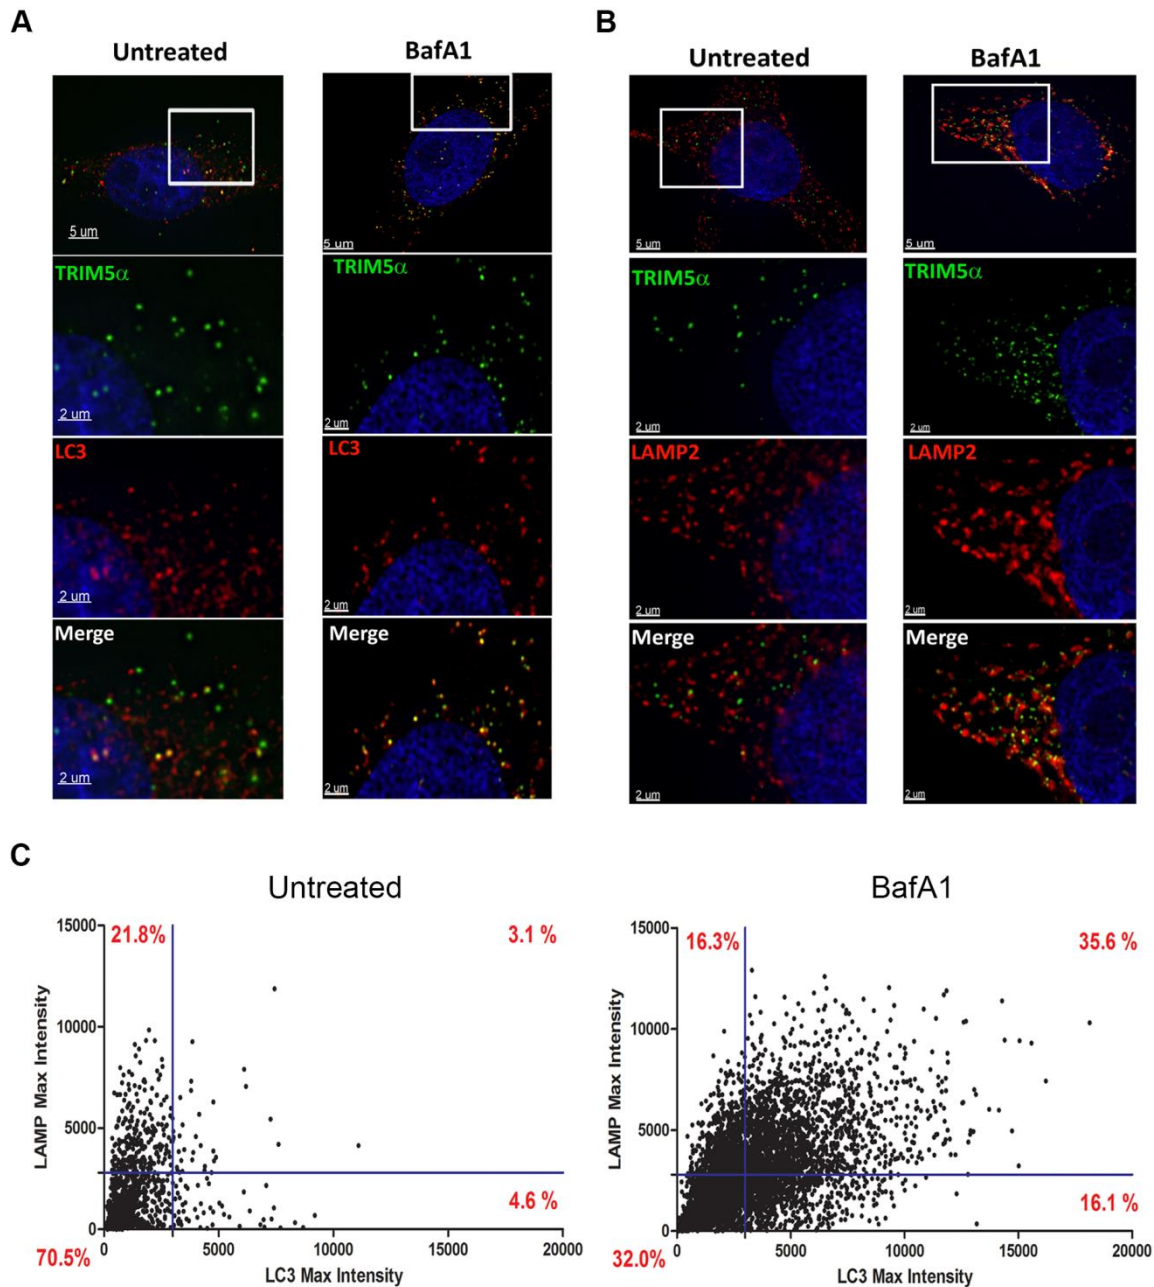 A
Untreated
BafA1
5 um
5 um
TRIM5α
TRIM5α
2 um
2 um
LC3
LC3
2 um
2 um
Merge
Merge
2 um
2 um
B
Untreated
BafA1
5 um
5 um
TRIM5α
TRIM5α
2 um
2 um
LAMP2
LAMP2
2 um
2 um
Merge
Merge
2 um
2 um
C
Untreated
15000
21.8%
3.1 %
10000
LAMP Max Intensity
5000
4.6 %
0
70.5%
0 5000 10000 15000 20000
LC3 Max Intensity
BafA1
15000
16.3%
35.6 %
10000
LAMP Max Intensity
5000
16.1 %
0
32.0%
0 5000 10000 15000 20000
LC3 Max Intensity